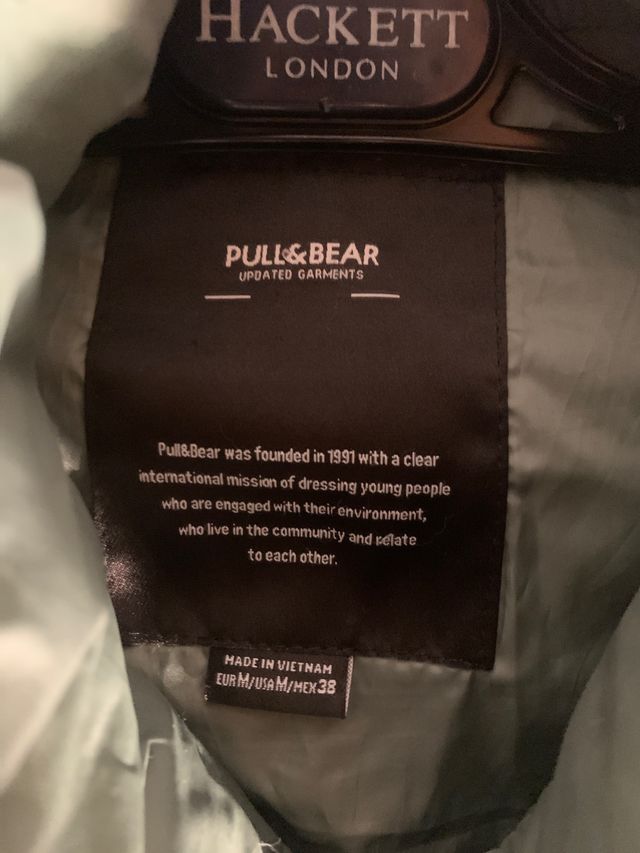 HACKETT
LONDON
PULL&BEAR
UPDATED GARMENTS
Pull&Bear was founded in 1991 with a clear
international mission of dressing young people
who are engaged with their environment,
who live in the community and relate
to each other.
MADE IN VIETNAM
EUR M/USA M/MEX 38